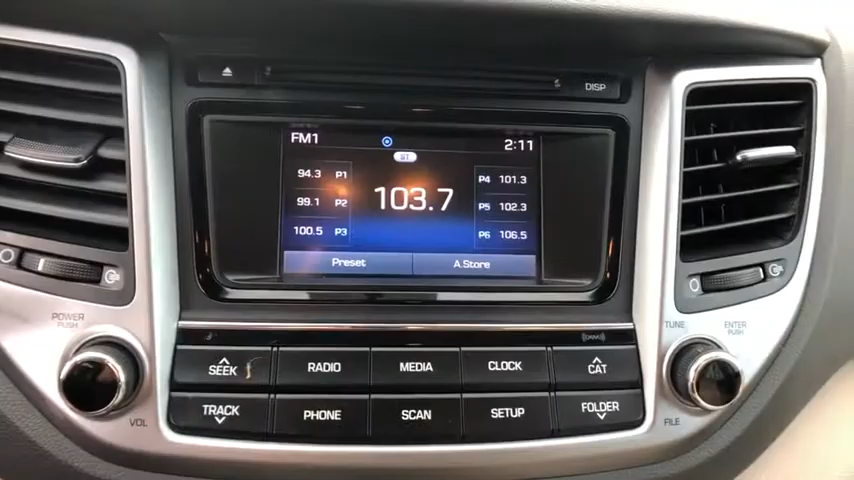 DISP
FM1 2:11
ST
94.3 P1
99.1 P2
100.5 P3
103.7
P4 101.3
P5 102.3
P6 106.5
Preset A.Store
POWER
PUSH
VOL
SEEK RADIO MEDIA CLOCK CAT
TRACK PHONE SCAN SETUP FOLDER
TUNE
ENTER
PUSH
FILE